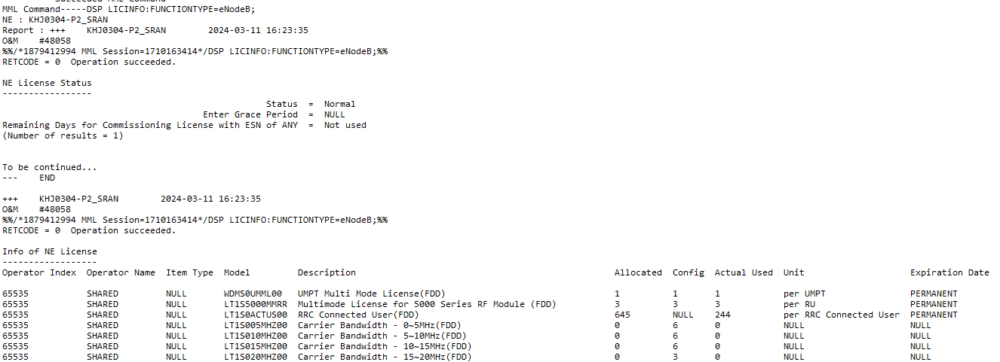 Succeeded MML Command
MML Command-----DSP LICINFO:FUNCTIONTYPE=eNodeB;
NE : KHJ0304-P2_SRAN
Report : +++    KHJ0304-P2_SRAN        2024-03-11 16:23:35
O&M    #48058
%%/*1879412994 MML Session=1710163414*/DSP LICINFO:FUNCTIONTYPE=eNodeB;%%
RETCODE = 0  Operation succeeded.
NE License Status
-----------------
Status  =  Normal
Enter Grace Period  =  NULL
Remaining Days for Commissioning License with ESN of ANY  =  Not used
(Number of results = 1)
To be continued...
---    END
+++    KHJ0304-P2_SRAN        2024-03-11 16:23:35
O&M    #48058
%%/*1879412994 MML Session=1710163414*/DSP LICINFO:FUNCTIONTYPE=eNodeB;%%
RETCODE = 0  Operation succeeded.
Info of NE License
------------------
Operator Index  Operator Name  Item Type  Model         Description                                                 Allocated  Config  Actual Used  Unit                    Expiration Date
65535           SHARED         NULL       WDMS0UMML00   UMPT Multi Mode License(FDD)                                1          1       1            per UMPT                PERMANENT
65535           SHARED         NULL       LT1S5000MMRR  Multimode License for 5000 Series RF Module (FDD)           3          3       3            per RU                  PERMANENT
65535           SHARED         NULL       LT1S0ACTUS00  RRC Connected User(FDD)                                     645        NULL    244          per RRC Connected User  PERMANENT
65535           SHARED         NULL       LT1S005MHZ00  Carrier Bandwidth - 0~5MHz(FDD)                             0          6       0            NULL                    NULL
65535           SHARED         NULL       LT1S010MHZ00  Carrier Bandwidth - 5~10MHz(FDD)                            0          6       0            NULL                    NULL
65535           SHARED         NULL       LT1S015MHZ00  Carrier Bandwidth - 10~15MHz(FDD)                           0          6       0            NULL                    NULL
65535           SHARED         NULL       LT1S020MHZ00  Carrier Bandwidth - 15~20MHz(FDD)                           0          3       0            NULL                    NULL